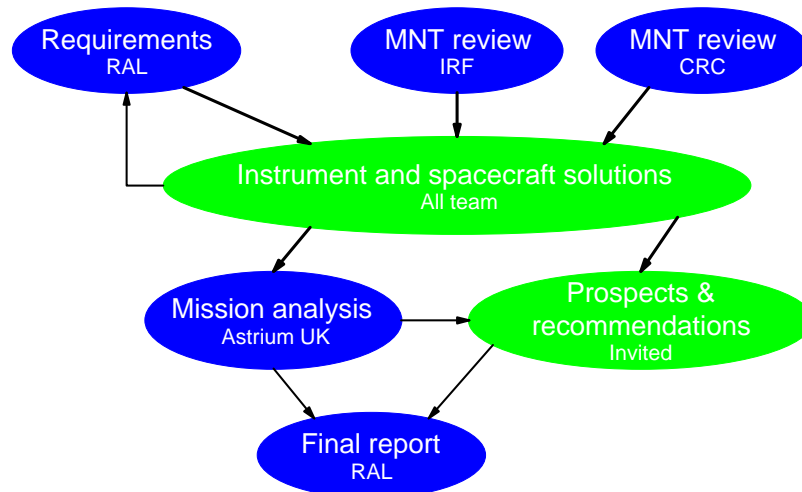 Requirements
RAL
MNT review
IRF
MNT review
CRC
Instrument and spacecraft solutions
All team
Mission analysis
Astrium UK
Prospects &
recommendations
Invited
Final report
RAL